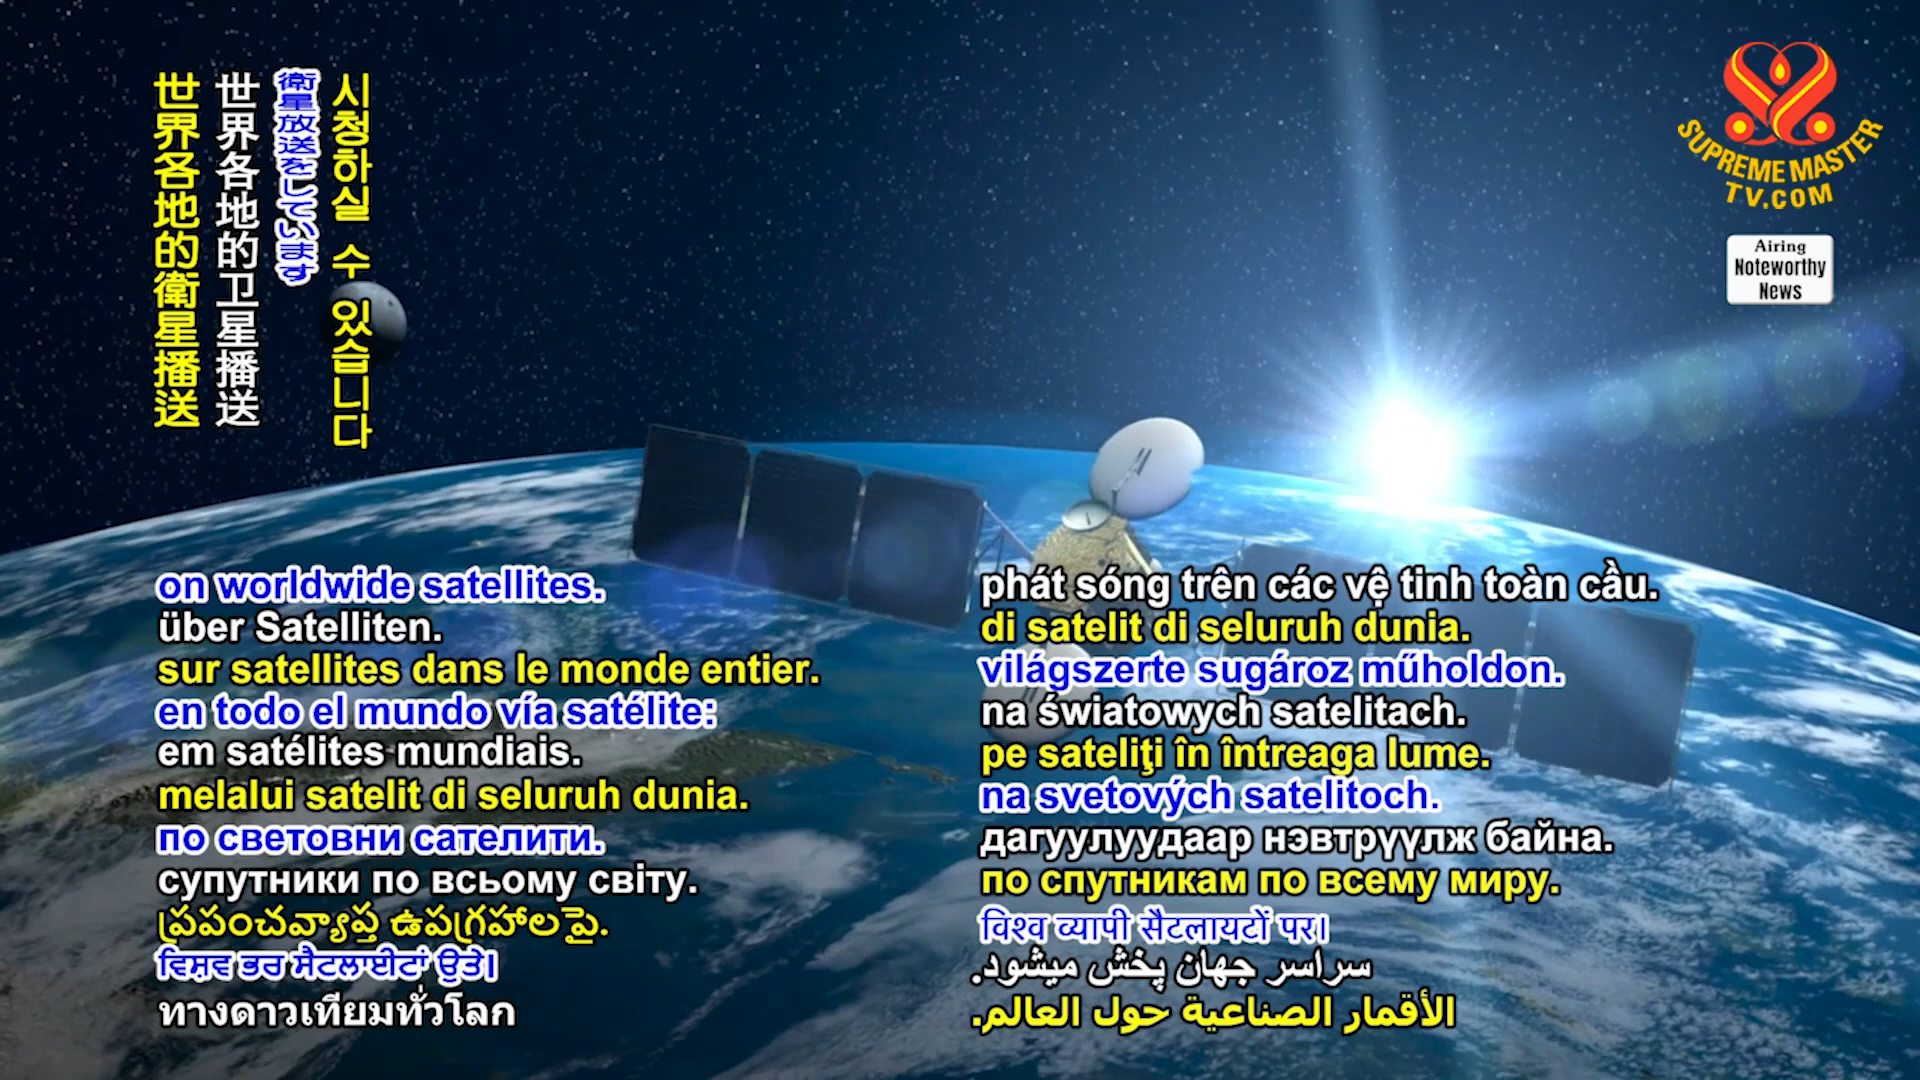 世界各地的衛星播送
世界各地的卫星播送
衛星放送をしています
시청하실 수 있습니다
SUPREME MASTER
TV.COM
Airing
Noteworthy
News
on worldwide satellites.
über Satelliten.
sur satellites dans le monde entier.
en todo el mundo vía satélite:
em satélites mundiais.
melalui satelit di seluruh dunia.
по световни сателити.
супутники по всьому світу.
ప్రపంచవ్యాప్త ఉపగ్రహాలపై.
ਵਿਸ਼ਵ ਭਰ ਸੈਟਲਾਈਟਾਂ ਉਤੇ।
ทางดาวเทียมทั่วโลก
phát sóng trên các vệ tinh toàn cầu.
di satelit di seluruh dunia.
világszerte sugároz műholdon.
na światowych satelitach.
pe sateliţi în întreaga lume.
na svetových satelitoch.
дагуулуудаар нэвтрүүлж байна.
по спутникам по всему миру.
विश्व व्यापी सैटलायटों पर।
سراسر جهان پخش میشود.
الأقمار الصناعية حول العالم.